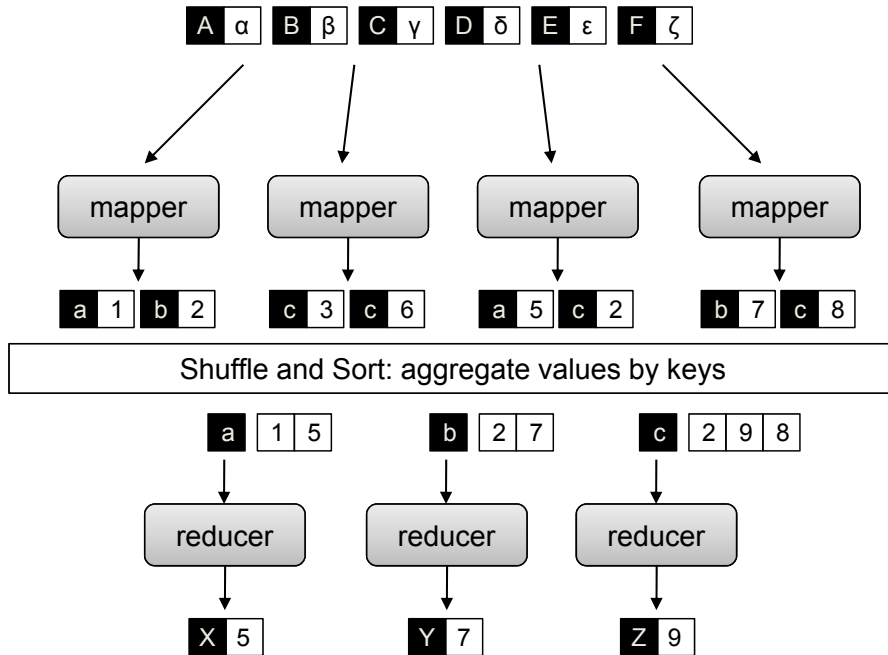 A α B β C γ D δ E ε F ζ
mapper mapper mapper mapper
a 1 b 2 c 3 c 6 a 5 c 2 b 7 c 8
Shuffle and Sort: aggregate values by keys
a 1 5 b 2 7 c 2 9 8
reducer reducer reducer
X 5 Y 7 Z 9